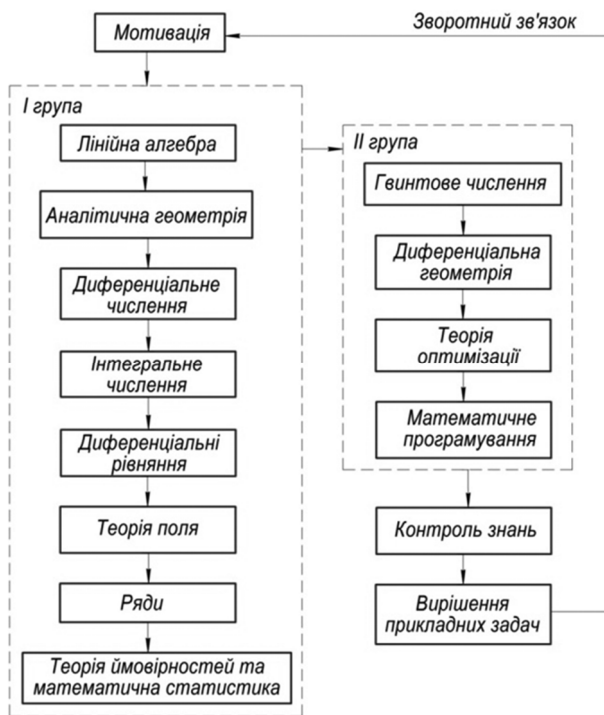 Мотивація
Зворотний зв'язок
І група
Лінійна алгебра
Аналітична геометрія
Диференціальне
числення
Інтегральне
числення
Диференціальні
рівняння
Теорія поля
Ряди
Теорія ймовірностей та
математична статистика
ІІ група
Гвинтове числення
Диференціальна
геометрія
Теорія
оптимізації
Математичне
програмування
Контроль знань
Вирішення
прикладних задач